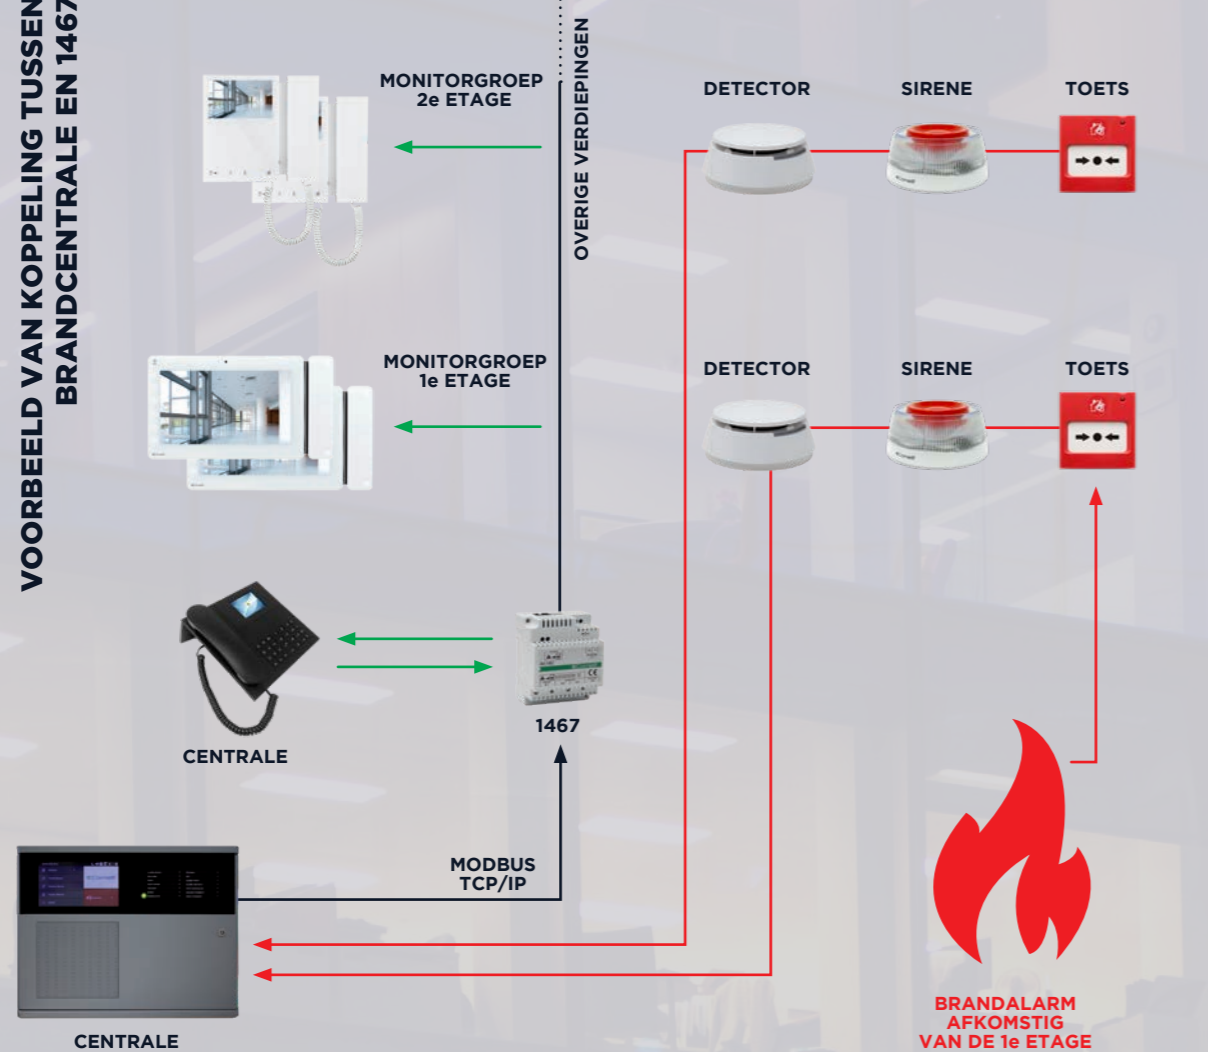 VOORBEELD VAN KOPPELING TUSSEN
BRANDCENTRALE EN 1467
MONITORGROEP
2e ETAGE
OVERIGE VERDIEPINGEN
DETECTOR
SIRENE
TOETS
MONITORGROEP
1e ETAGE
DETECTOR
SIRENE
TOETS
1467
CENTRALE
MODBUS
TCP/IP
CENTRALE
BRANDALARM
AFKOMSTIG
VAN DE 1e ETAGE